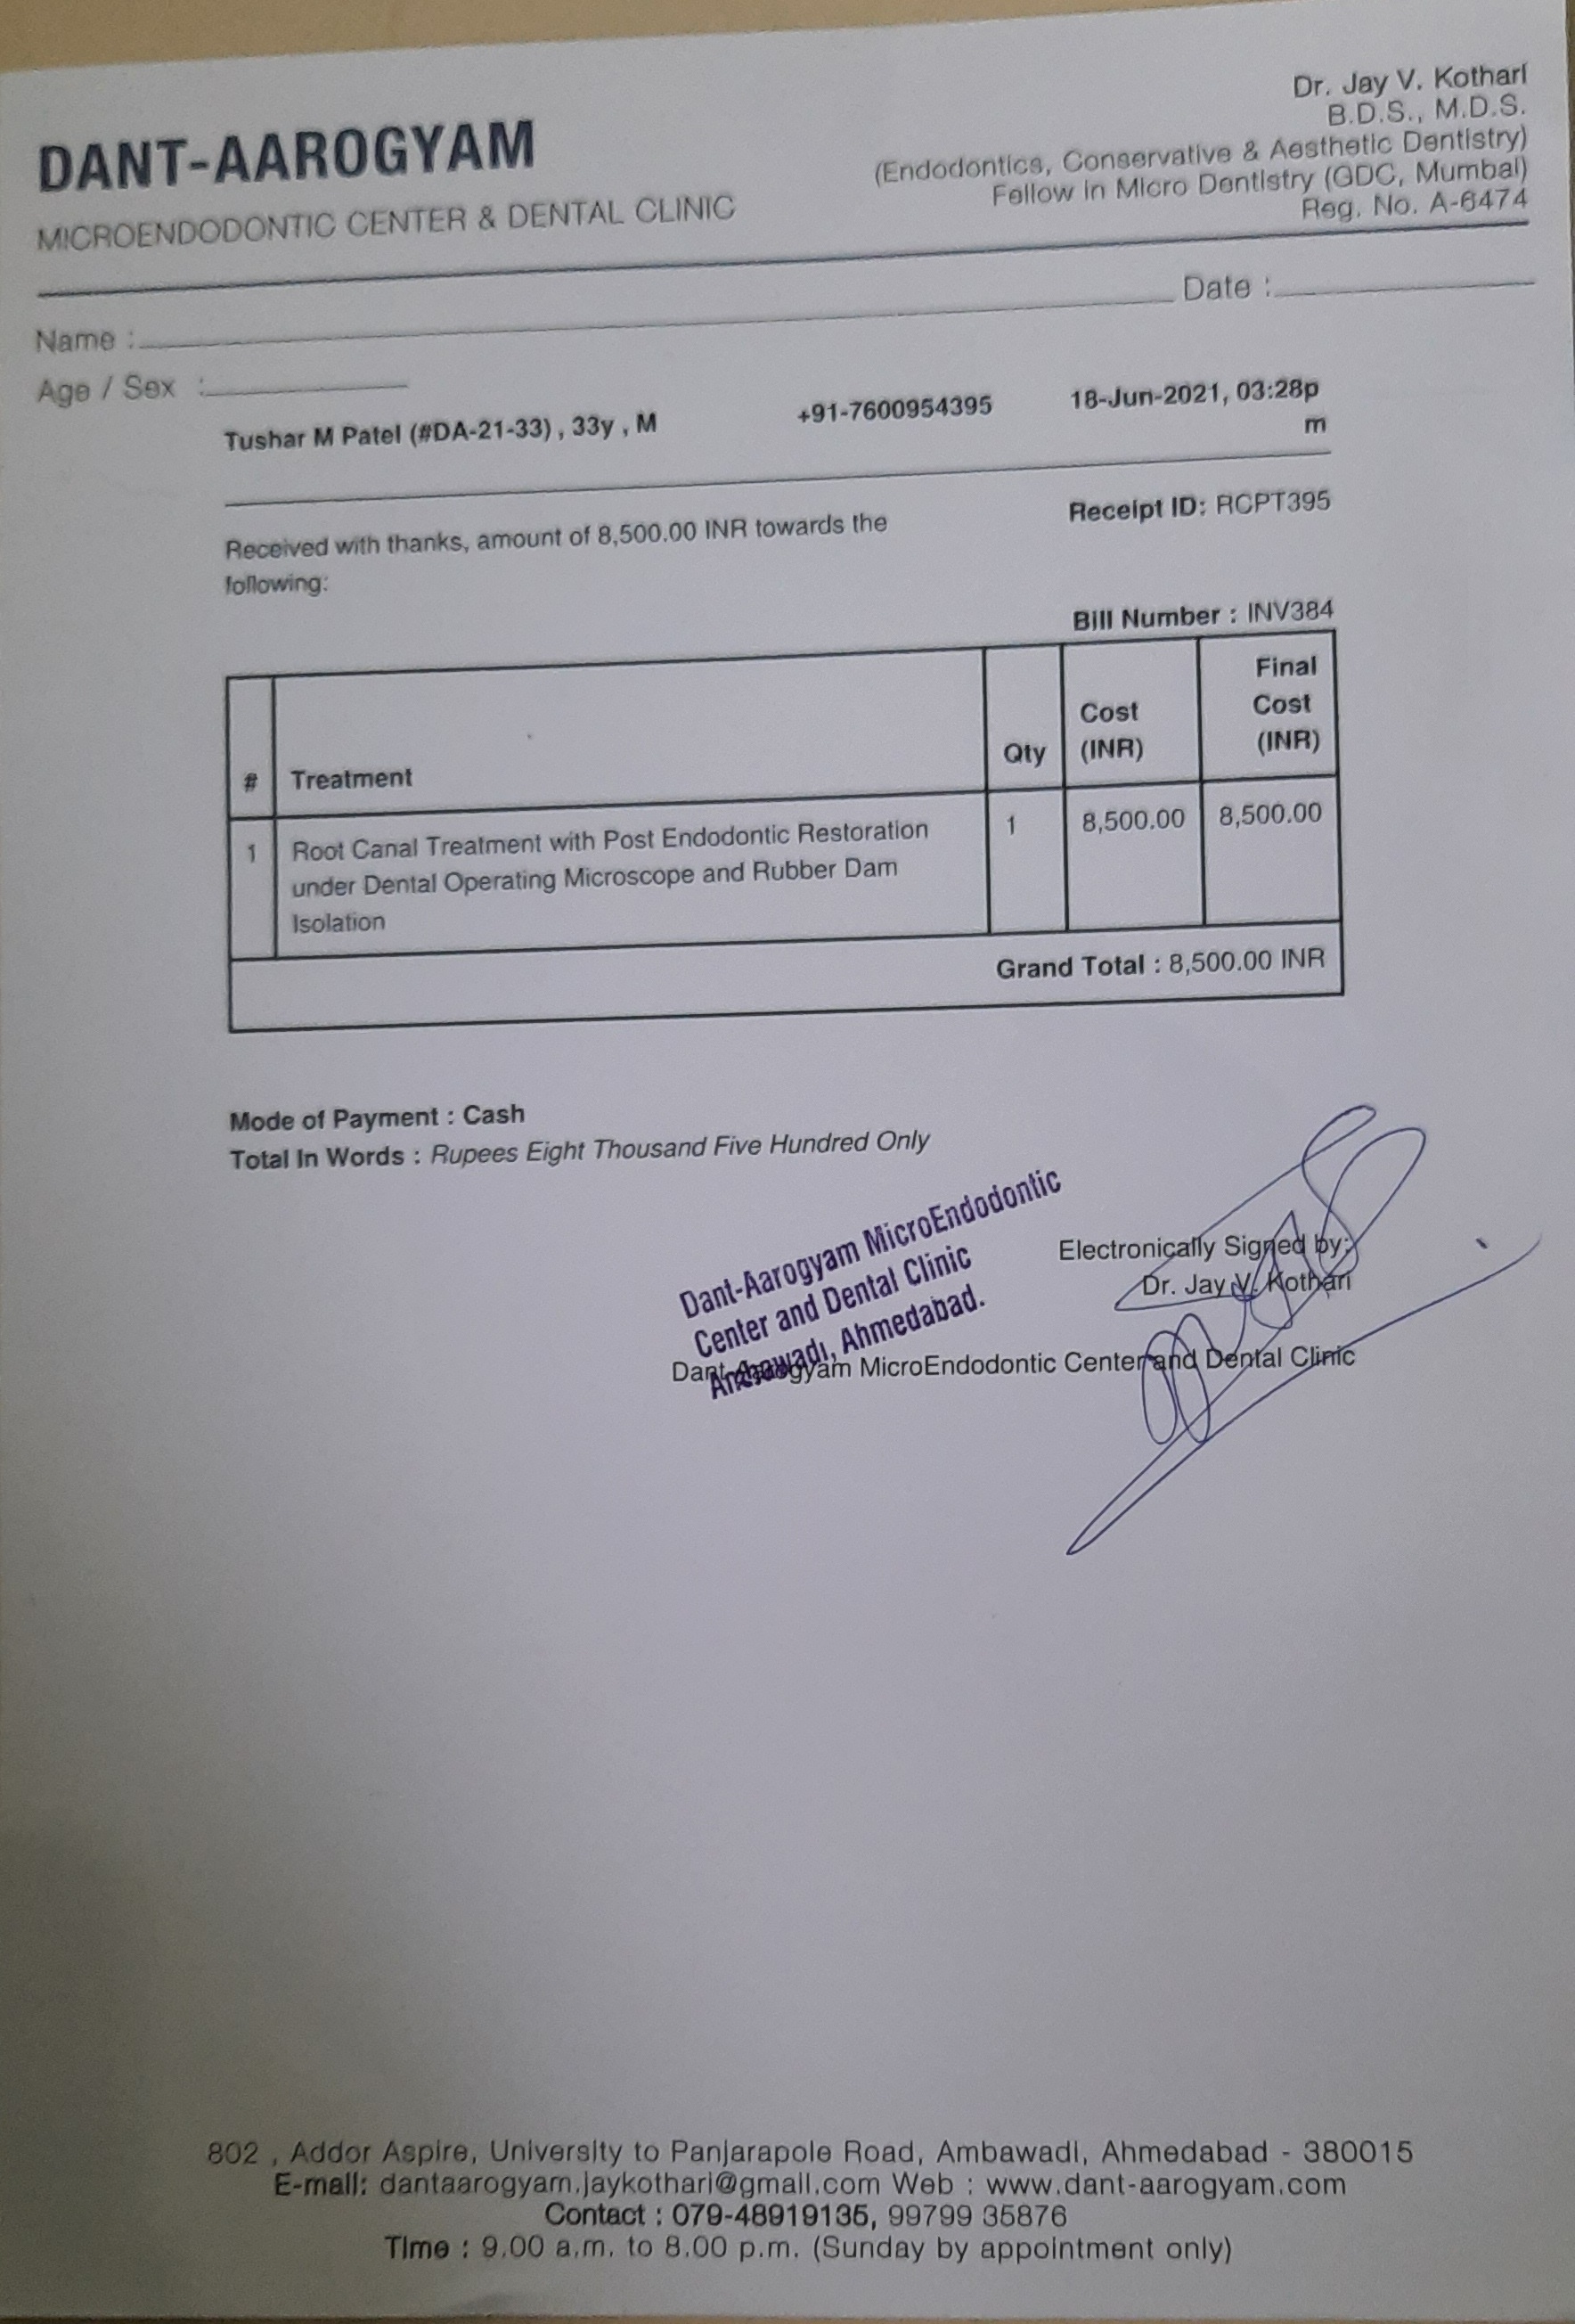 DANT-AAROGYAM
MICROENDODONTIC CENTER & DENTAL CLINIC
Dr. Jay V. Kothari
B.D.S., M.D.S.
(Endodontics, Conservative & Aesthetic Dentistry)
Fellow in Micro Dentistry (GDC, Mumbai)
Reg. No. A-6474
Name :
Date :
Age / Sex :
Tushar M Patel (#DA-21-33) , 33y , M +91-7600954395 18-Jun-2021, 03:28p
m
Received with thanks, amount of 8,500.00 INR towards the
following:
Receipt ID: RCPT395
Bill Number : INV384
# Treatment Qty Cost (INR) Final Cost (INR)
1 Root Canal Treatment with Post Endodontic Restoration 1 8,500.00 8,500.00
under Dental Operating Microscope and Rubber Dam
Isolation
Grand Total : 8,500.00 INR
Mode of Payment : Cash
Total In Words : Rupees Eight Thousand Five Hundred Only
Dant-Aarogyam MicroEndodontic
Center and Dental Clinic
Ambawadi, Ahmedabad.
Electronically Signed by:
Dr. Jay V. Kothari
Dant-Aarogyam MicroEndodontic Center and Dental Clinic
802 , Addor Aspire, University to Panjarapole Road, Ambawadi, Ahmedabad - 380015
E-mail: dantaarogyam.jaykothari@gmail.com Web : www.dant-aarogyam.com
Contact : 079-48919135, 99799 35876
Time : 9.00 a.m. to 8.00 p.m. (Sunday by appointment only)